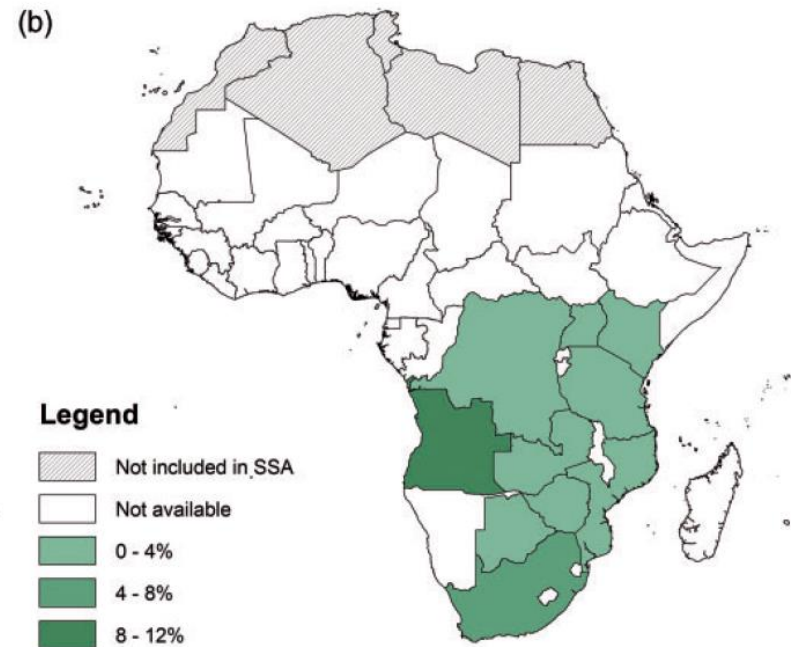 (b)
Legend
Not included in SSA
Not available
0 - 4%
4 - 8%
8 - 12%